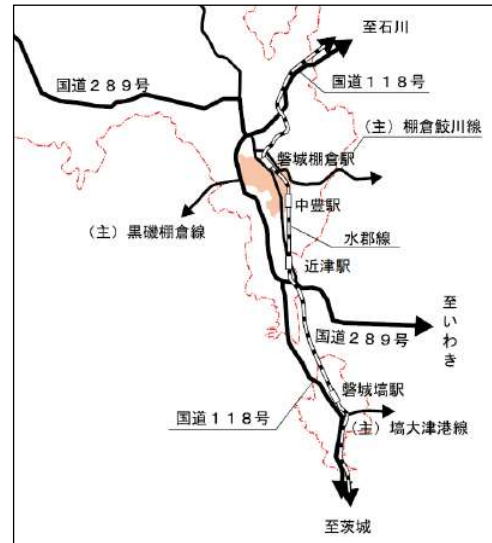 至石川
国道２８９号
国道１１８号
（主）棚倉鮫川線
磐城棚倉駅
中豊駅
（主）黒磯棚倉線
水郡線
近津駅
至いわき
国道２８９号
磐城塙駅
国道１１８号
（主）塙大津港線
至茨城